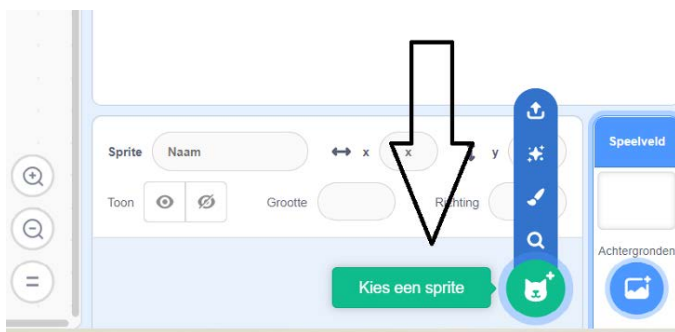 Sprite Naam x x y
Toon Grootte Richting
Kies een sprite
Speelveld
Achtergronden